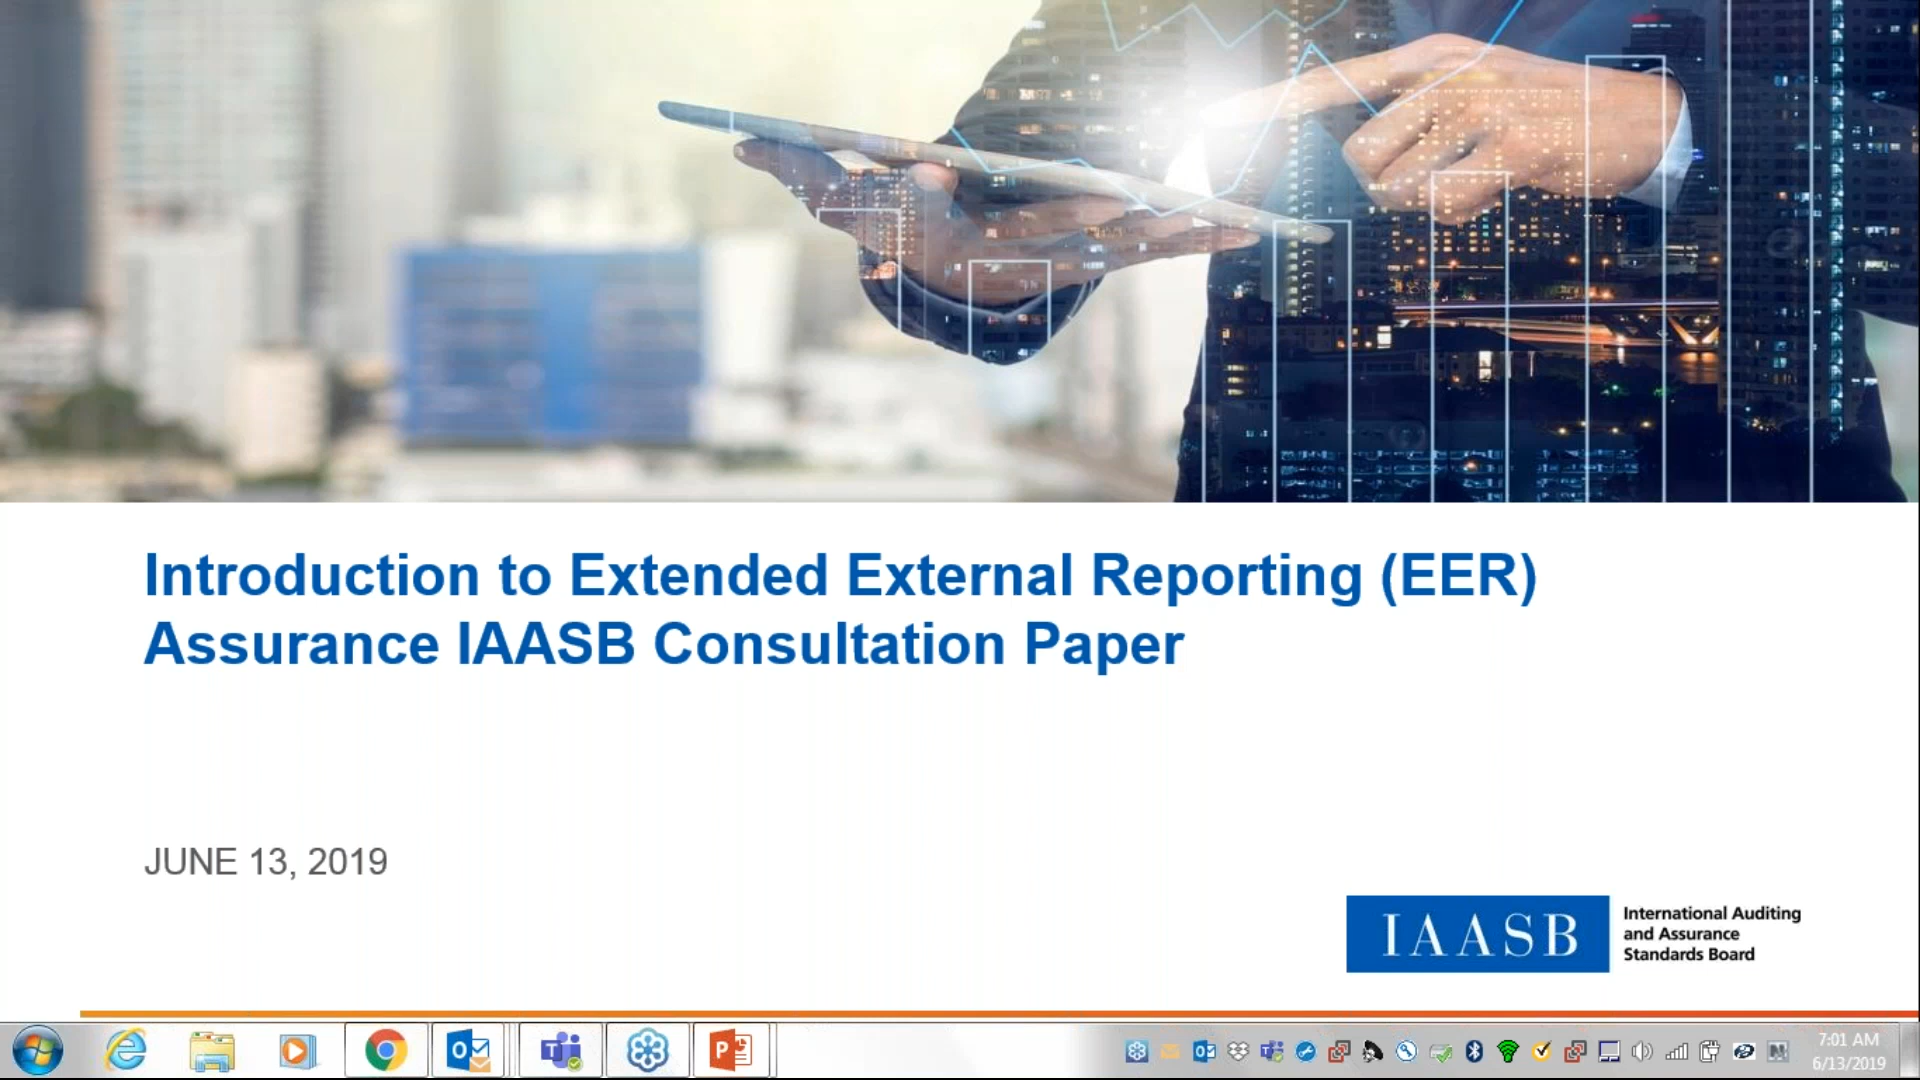 Introduction to Extended External Reporting (EER)
Assurance IAASB Consultation Paper
JUNE 13, 2019
IAASB
International Auditing
and Assurance
Standards Board
7:01 AM
6/13/2019